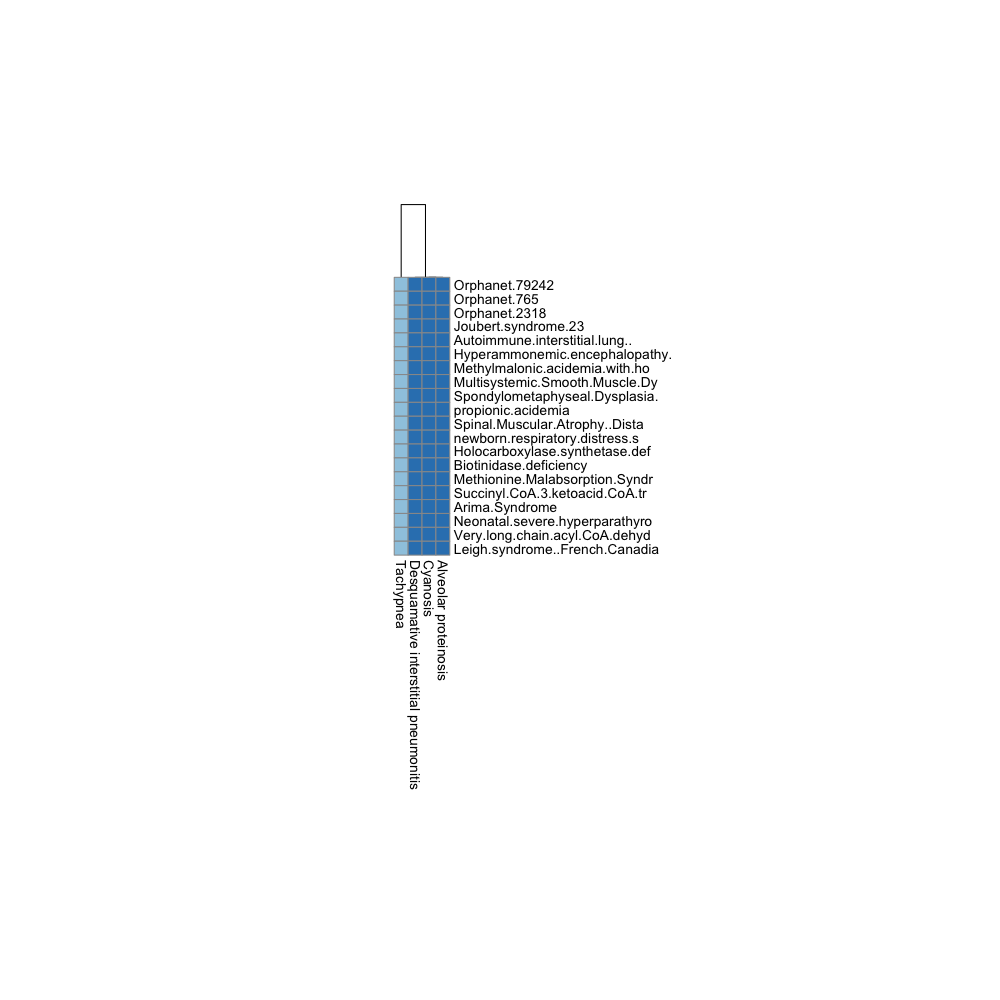 Orphanet.79242
Orphanet.765
Orphanet.2318
Joubert.syndrome.23
Autoimmune.interstitial.lung..
Hyperammonemic.encephalopathy.
Methylmalonic.acidemia.with.ho
Multisystemic.Smooth.Muscle.Dy
Spondylometaphyseal.Dysplasia.
propionic.acidemia
Spinal.Muscular.Atrophy..Dista
newborn.respiratory.distress.s
Holocarboxylase.synthetase.def
Biotinidase.deficiency
Methionine.Malabsorption.Syndr
Succinyl.CoA.3.ketoacid.CoA.tr
Arima.Syndrome
Neonatal.severe.hyperparathyro
Very.long.chain.acyl.CoA.dehyd
Leigh.syndrome..French.Canadia
Tachypnea
Desquamative interstitial pneumonitis
Cyanosis
Alveolar proteinosis